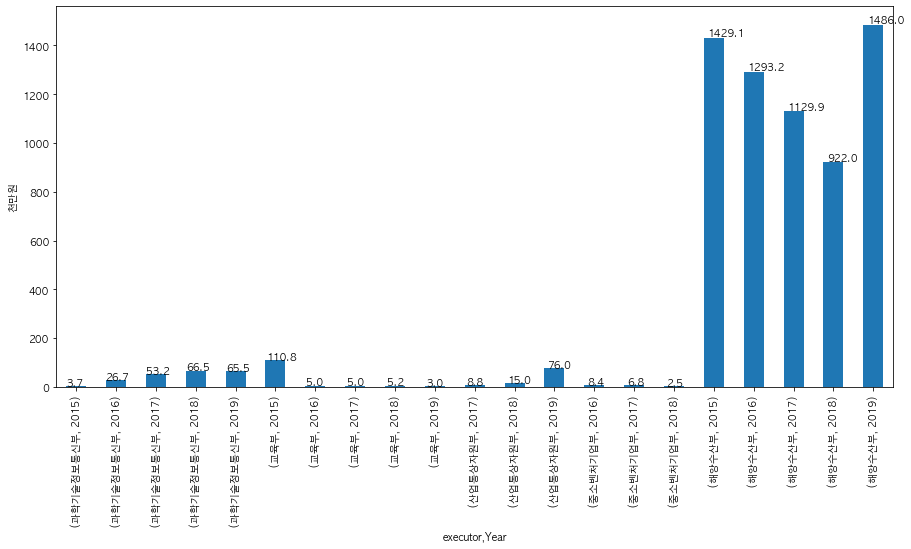 천만원
1400
1200
1000
800
600
400
200
0
3.7
26.7
53.2
66.5
65.5
110.8
5.0
5.0
5.2
3.0
8.8
15.0
76.0
8.4
6.8
2.5
1429.1
1293.2
1129.9
922.0
1486.0
(과학기술정보통신부, 2015)
(과학기술정보통신부, 2016)
(과학기술정보통신부, 2017)
(과학기술정보통신부, 2018)
(과학기술정보통신부, 2019)
(교육부, 2015)
(교육부, 2016)
(교육부, 2017)
(교육부, 2018)
(교육부, 2019)
(산업통상자원부, 2017)
(산업통상자원부, 2018)
(산업통상자원부, 2019)
(중소벤처기업부, 2016)
(중소벤처기업부, 2017)
(중소벤처기업부, 2018)
(해양수산부, 2015)
(해양수산부, 2016)
(해양수산부, 2017)
(해양수산부, 2018)
(해양수산부, 2019)
executor,Year